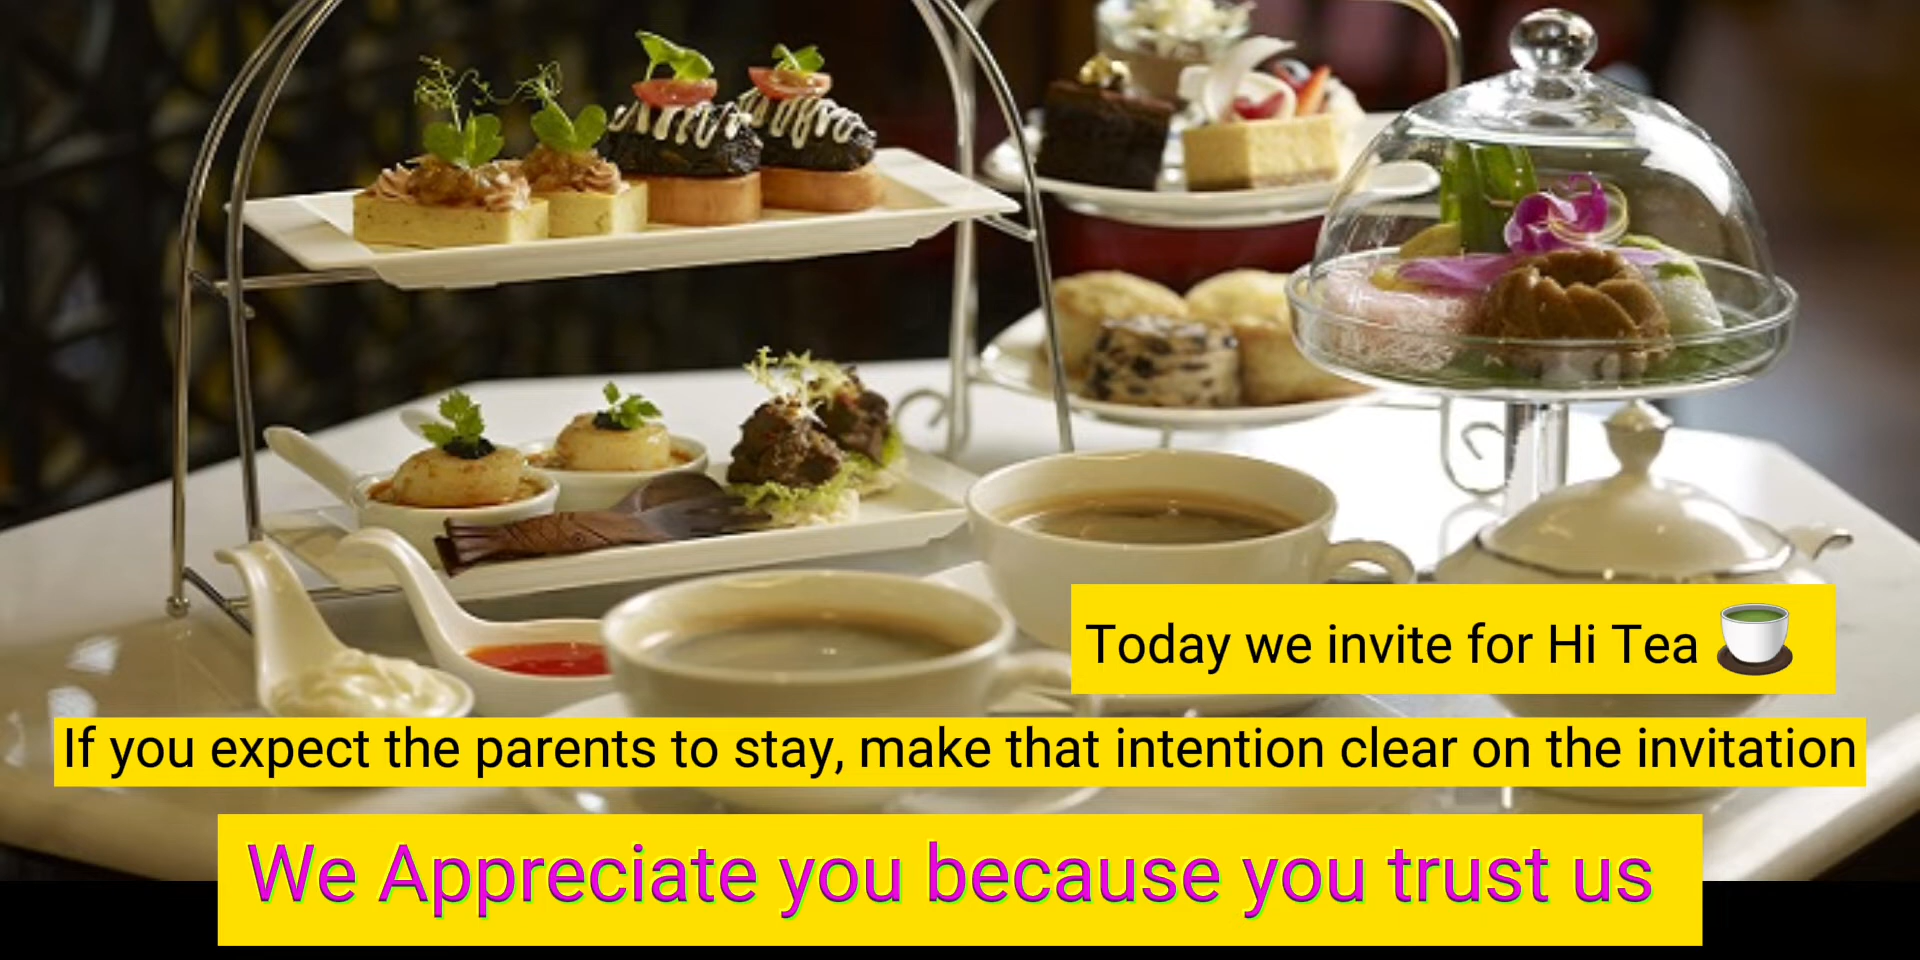 Today we invite for Hi Tea 🍵
If you expect the parents to stay, make that intention clear on the invitation
We Appreciate you because you trust us